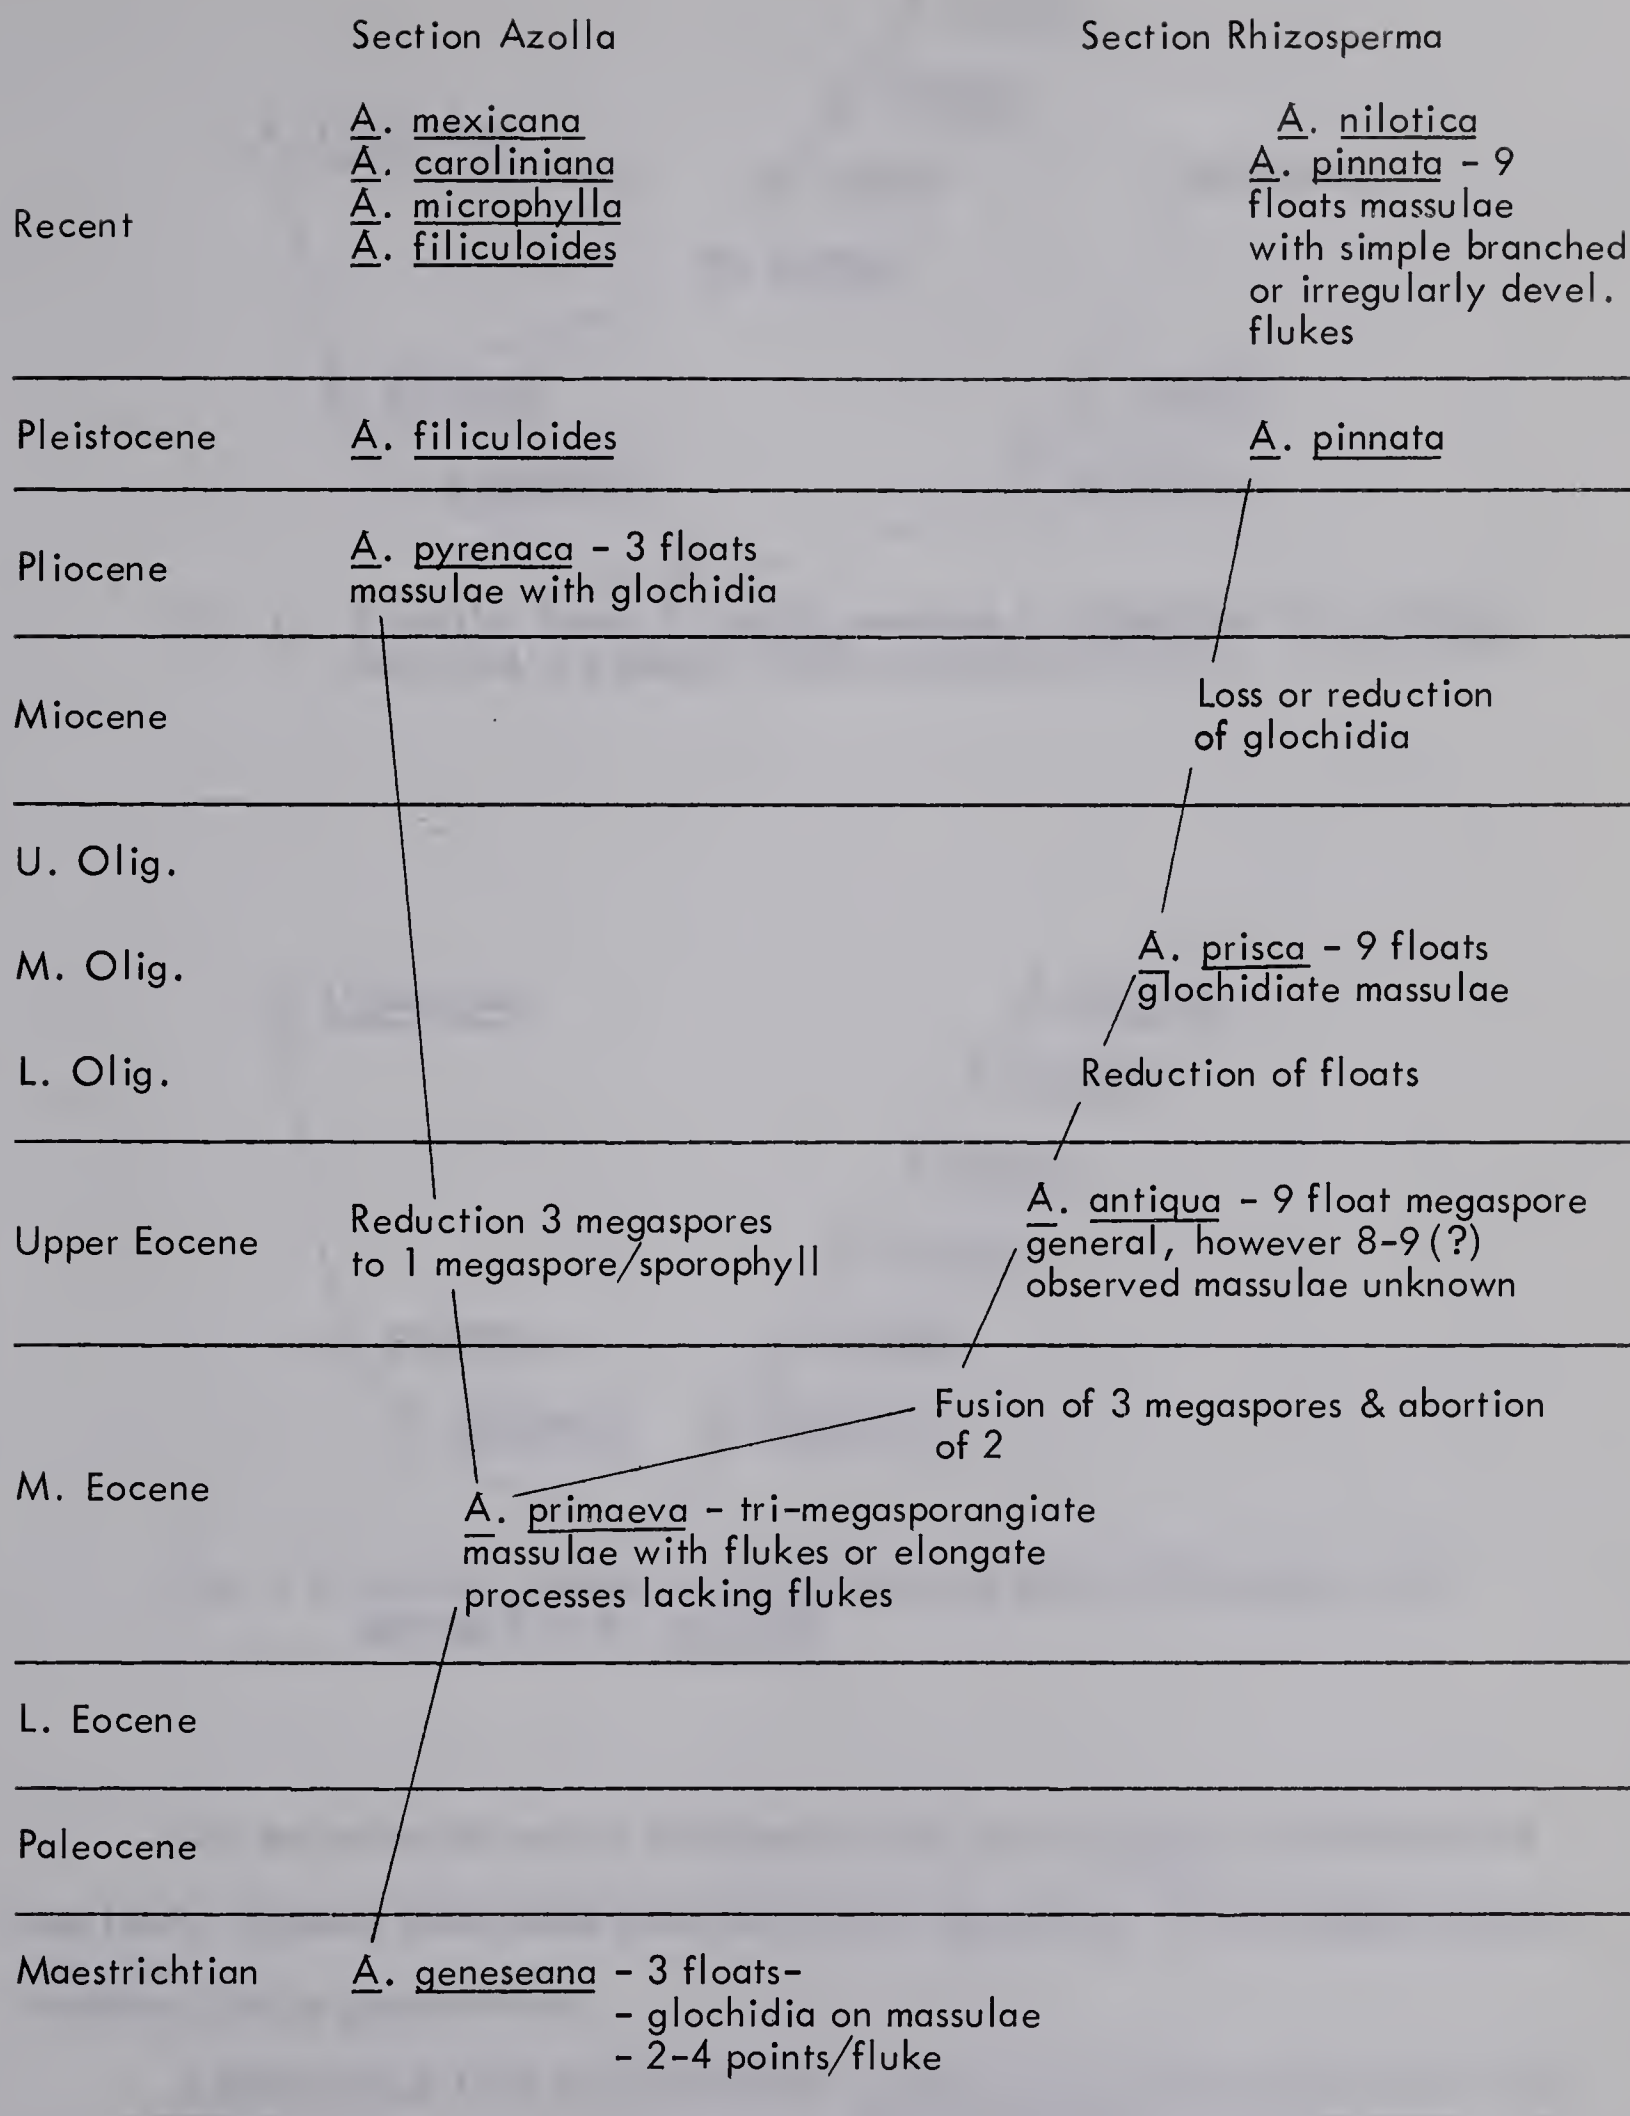 Section Azolla
Section Rhizosperma
Recent
A. mexicana
A. caroliniana
A. microphylla
A. filiculoides
A. nilotica
A. pinnata - 9
floats massulae
with simple branched
or irregularly devel.
flukes
Pleistocene
A. filiculoides
A. pinnata
Pliocene
A. pyrenaca - 3 floats
massulae with glochidia
Miocene
Loss or reduction
of glochidia
U. Olig.
M. Olig.
A. prisca - 9 floats
glochidiate massulae
L. Olig.
Reduction of floats
Upper Eocene
Reduction 3 megaspores
to 1 megaspore/sporophyll
A. antiqua - 9 float megaspore
general, however 8-9 (?)
observed massulae unknown
M. Eocene
Fusion of 3 megaspores & abortion
of 2
A. primaeva - tri-megasporangiate
massulae with flukes or elongate
processes lacking flukes
L. Eocene
Paleocene
Maestrichtian
A. geneseana - 3 floats-
- glochidia on massulae
- 2-4 points/fluke